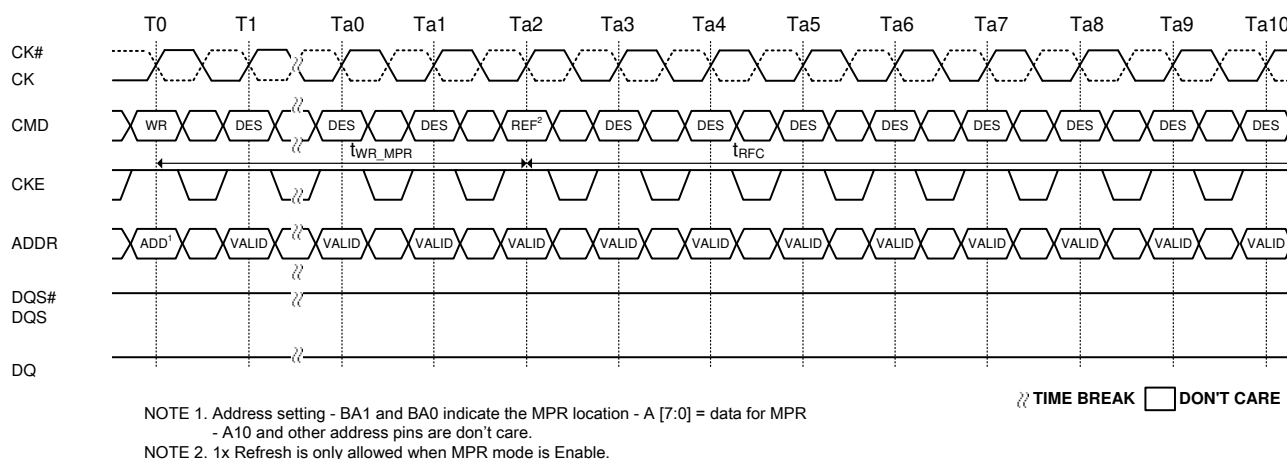 T0 T1 Ta0 Ta1 Ta2 Ta3 Ta4 Ta5 Ta6 Ta7 Ta8 Ta9 Ta10
CK#
CK
CMD WR DES DES DES REF2 DES DES DES DES DES DES DES DES
tWR_MPR tRFC
CKE
ADDR ADD1 VALID VALID VALID VALID VALID VALID VALID VALID VALID VALID VALID VALID
DQS#
DQS
DQ
TIME BREAK DON'T CARE
NOTE 1. Address setting - BA1 and BA0 indicate the MPR location - A [7:0] = data for MPR
- A10 and other address pins are don’t care.
NOTE 2. 1x Refresh is only allowed when MPR mode is Enable.